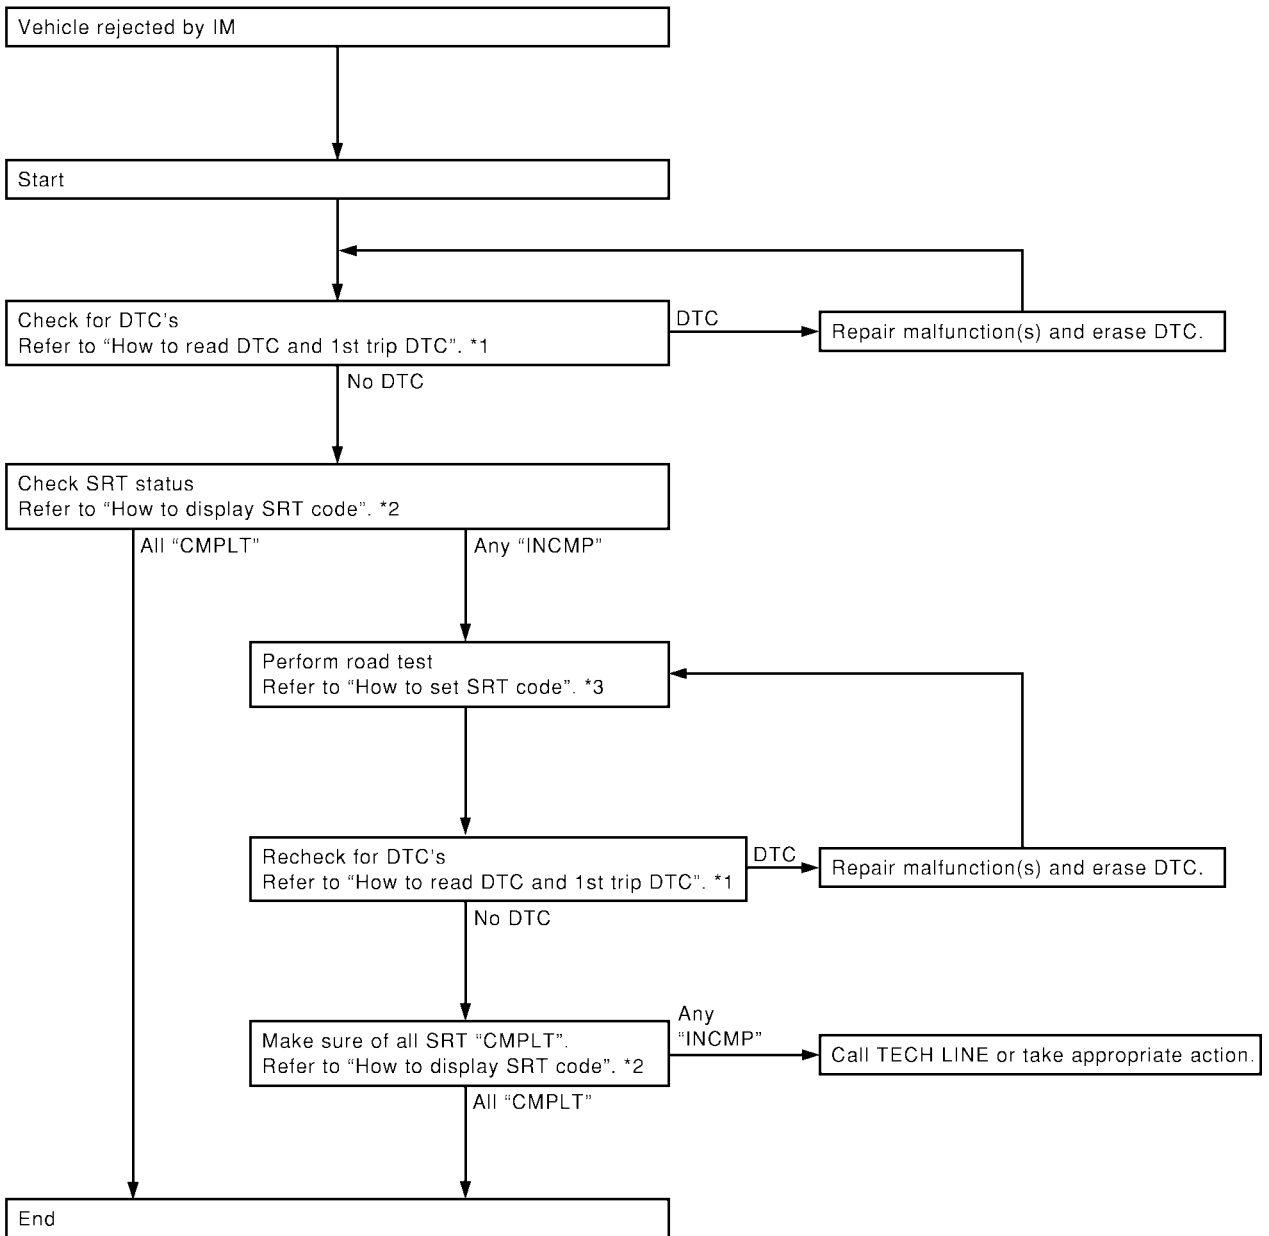 Vehicle rejected by IM
Start
Check for DTC's
Refer to “How to read DTC and 1st trip DTC”. *1
DTC
Repair malfunction(s) and erase DTC.
No DTC
Check SRT status
Refer to “How to display SRT code”. *2
All “CMPLT”
Any “INCMP”
Perform road test
Refer to “How to set SRT code”. *3
Recheck for DTC's
Refer to “How to read DTC and 1st trip DTC”. *1
DTC
Repair malfunction(s) and erase DTC.
No DTC
Make sure of all SRT “CMPLT”.
Refer to “How to display SRT code”. *2
Any
“INCMP”
Call TECH LINE or take appropriate action.
All “CMPLT”
End